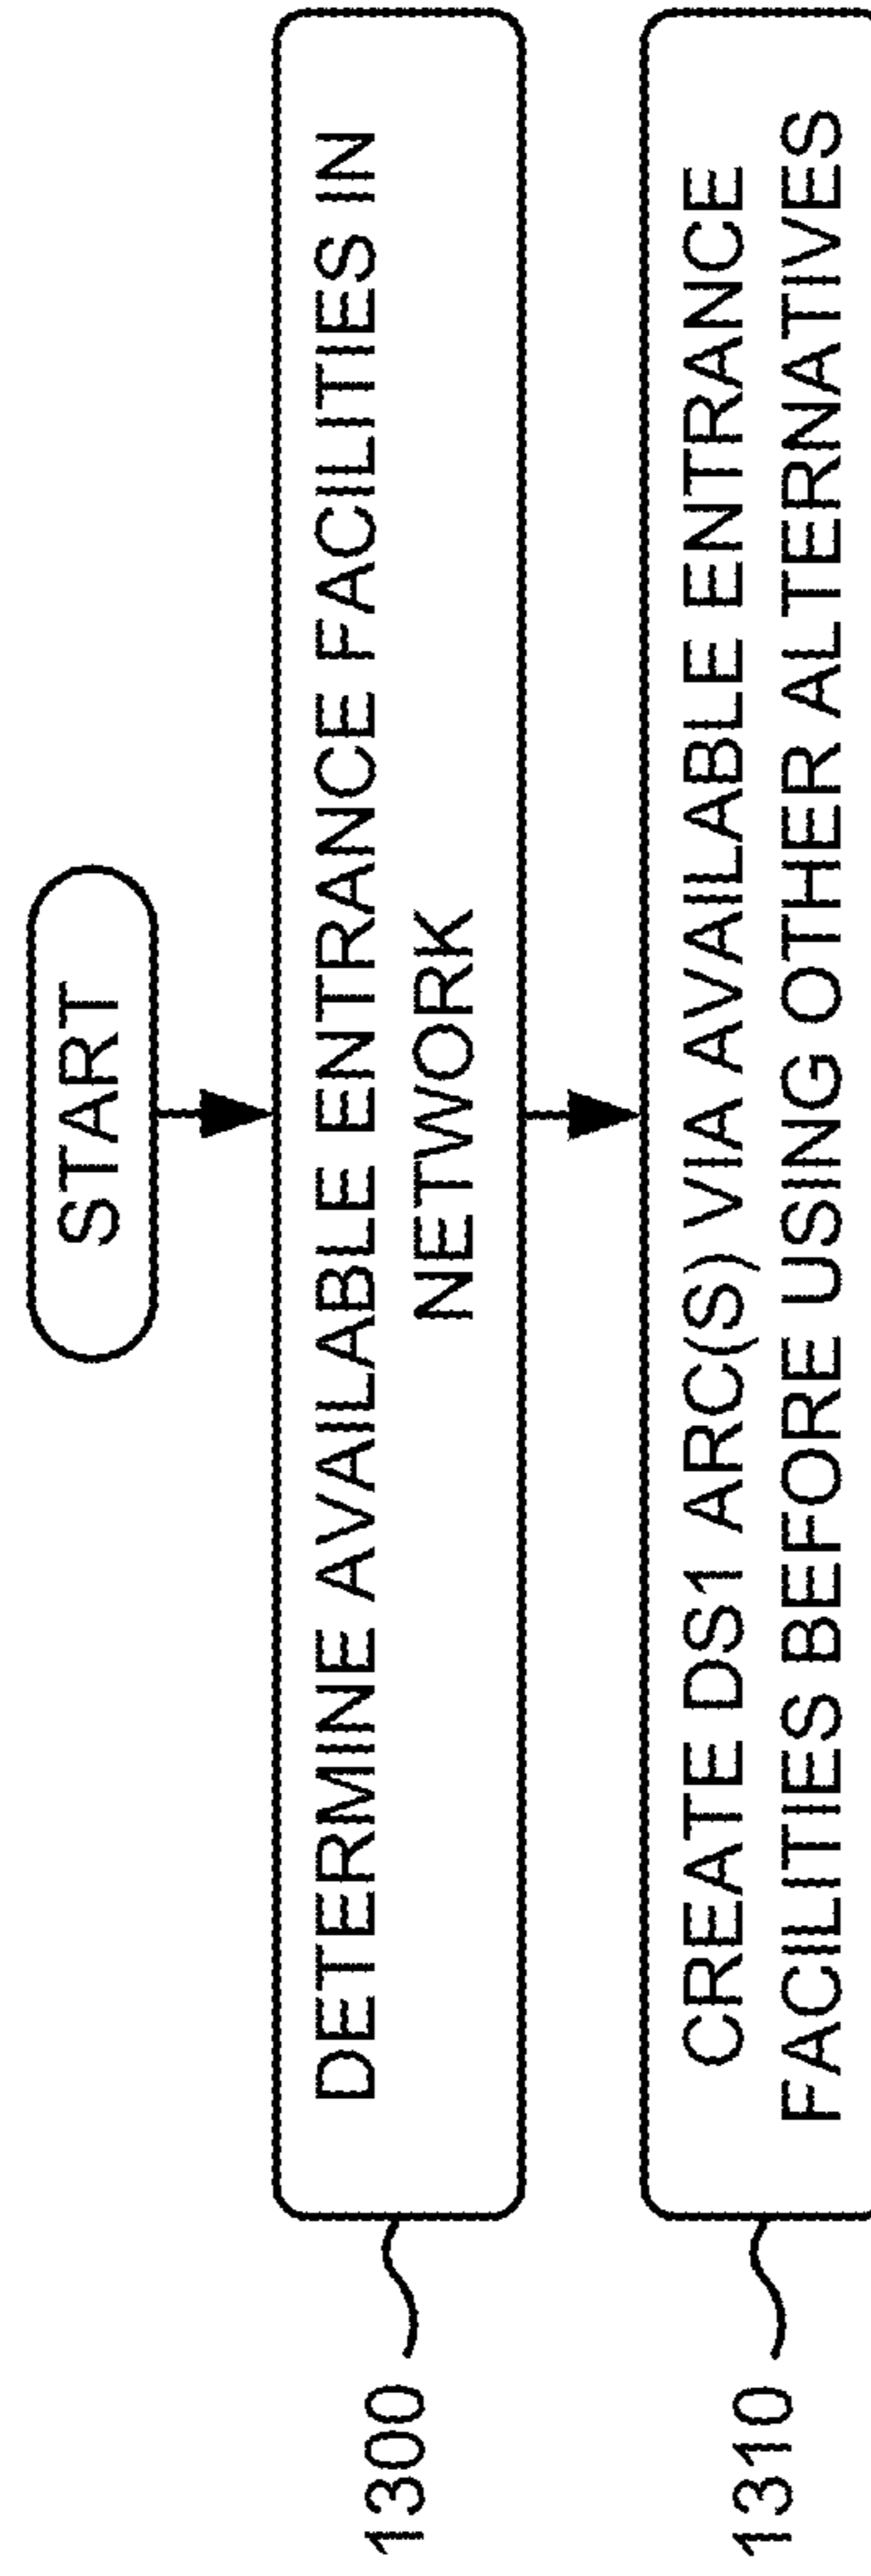 START
DETERMINE AVAILABLE ENTRANCE FACILITIES IN
NETWORK
1300
CREATE DS1 ARC(S) VIA AVAILABLE ENTRANCE
FACILITIES BEFORE USING OTHER ALTERNATIVES
1310